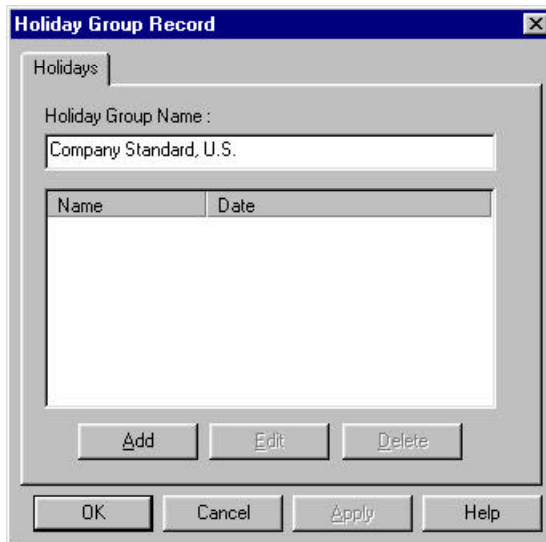 Holiday Group Record
Holidays
Holiday Group Name :
Company Standard, U.S.
Name Date
Add Edit Delete
OK Cancel Apply Help